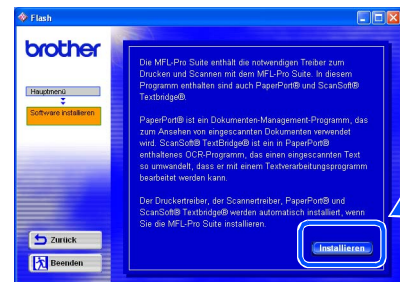 Flash
brother
Hauptmenü
Software installieren
Die MFL-Pro Suite enthält die notwendigen Treiber zum
Drucken und Scannen mit dem MFL-Pro Suite. In diesem
Programm enthalten sind auch PaperPort® und ScanSoft®
Textbridge®.
PaperPort® ist ein Dokumenten-Management-Programm, das
zum Ansehen von eingescannten Dokumenten verwendet
wird. ScanSoft® TextBridge® ist ein in PaperPort®
enthaltenes OCR-Programm, das einen eingescannten Text
so umwandelt, dass er mit einem Textverarbeitungsprogramm
bearbeitet werden kann.
Der Druckertreiber, der Scannertreiber, PaperPort® und
ScanSoft® Textbridge® werden automatisch installiert, wenn
Sie die MFL-Pro Suite installieren.
Installieren
Zurück
Beenden